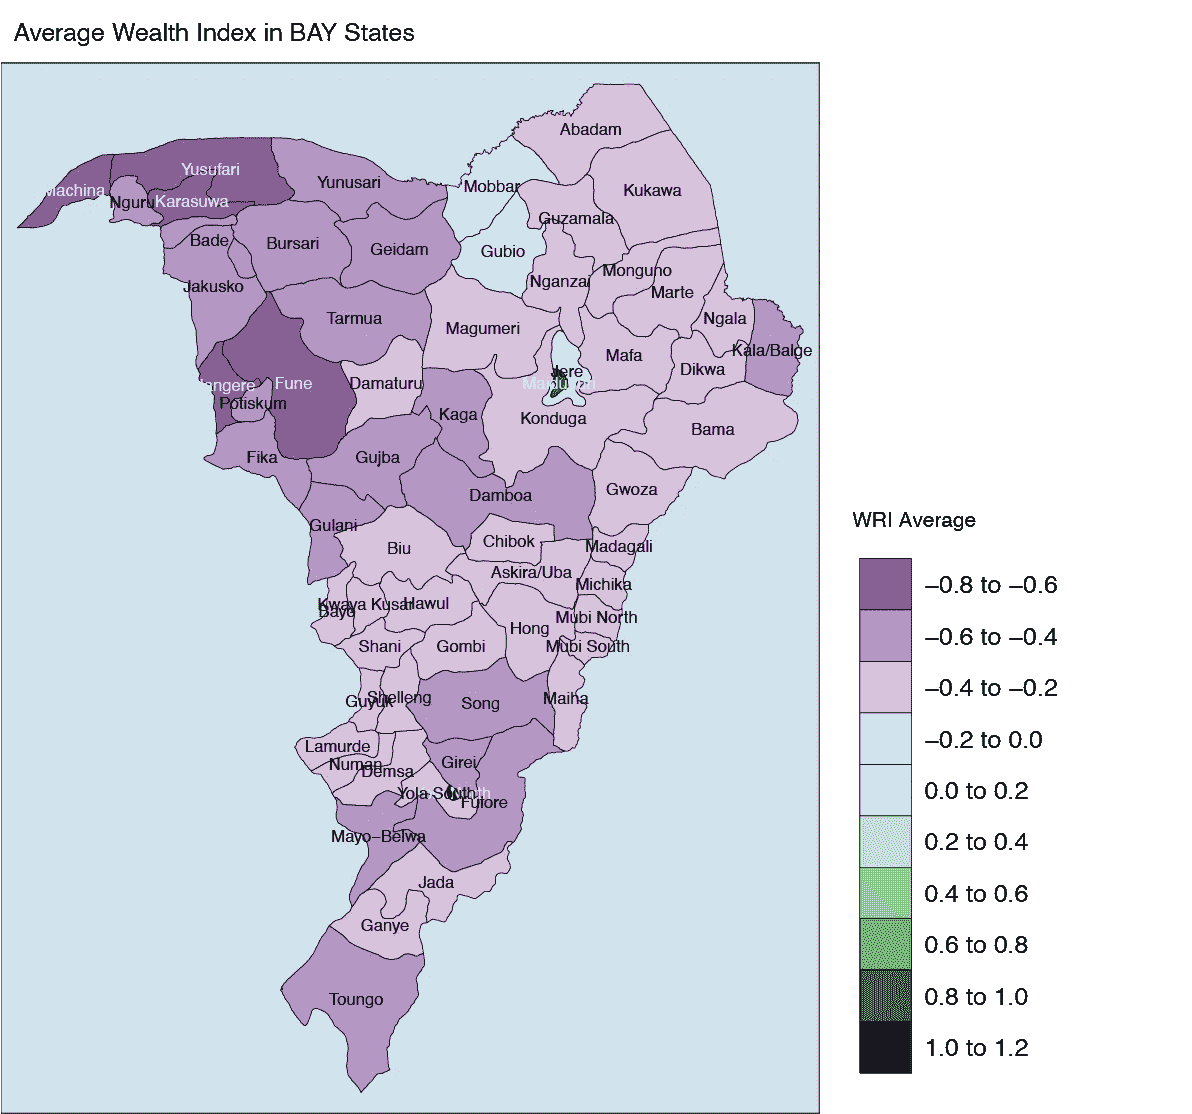 Average Wealth Index in BAY States
Abadam
Yusufari
Yunusari
Mobbar
Machina
Nguru
Karasuwa
Kukawa
Guzamala
Bade
Bursari
Geidam
Gubio
Jakusko
Nganzai
Monguno
Marte
Tarmua
Magumeri
Ngala
Kala/Balge
Mafa
Jere
Dikwa
Fune
Damaturu
Potiskum
Kaga
Konduga
Bama
Fika
Gujba
Damboa
Gwoza
Gulani
Biu
Chibok
Madagali
Askira/Uba
Michika
Kwaya Kusar
Hawul
Bayo
Mubi North
Hong
Shani
Gombi
Mubi South
Guyuk
Shelleng
Song
Maiha
Lamurde
Numan
Demsa
Girei
Yola South
Fufore
Mayo−Belwa
Jada
Ganye
Toungo
WRI Average
−0.8 to −0.6
−0.6 to −0.4
−0.4 to −0.2
−0.2 to 0.0
0.0 to 0.2
0.2 to 0.4
0.4 to 0.6
0.6 to 0.8
0.8 to 1.0
1.0 to 1.2